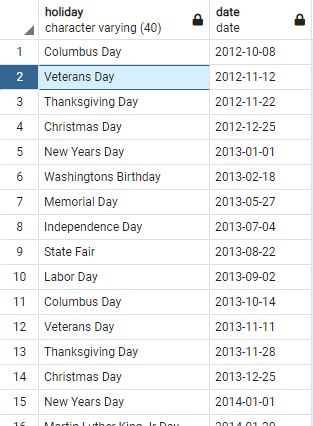 holiday date
character varying (40) date
1 Columbus Day 2012-10-08
2 Veterans Day 2012-11-12
3 Thanksgiving Day 2012-11-22
4 Christmas Day 2012-12-25
5 New Years Day 2013-01-01
6 Washingtons Birthday 2013-02-18
7 Memorial Day 2013-05-27
8 Independence Day 2013-07-04
9 State Fair 2013-08-22
10 Labor Day 2013-09-02
11 Columbus Day 2013-10-14
12 Veterans Day 2013-11-11
13 Thanksgiving Day 2013-11-28
14 Christmas Day 2013-12-25
15 New Years Day 2014-01-01
16 Martin Luther King Jr Day 2014-01-20